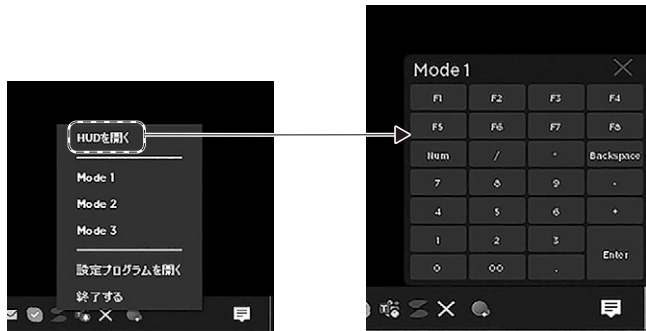 HUDを開く
Mode 1
Mode 2
Mode 3
設定プログラムを開く
終了する
Mode 1
F1 F2 F3 F4
F5 F6 F7 F8
Num / * Backspace
7 8 9 -
4 5 6 +
1 2 3
Enter
0 00 .